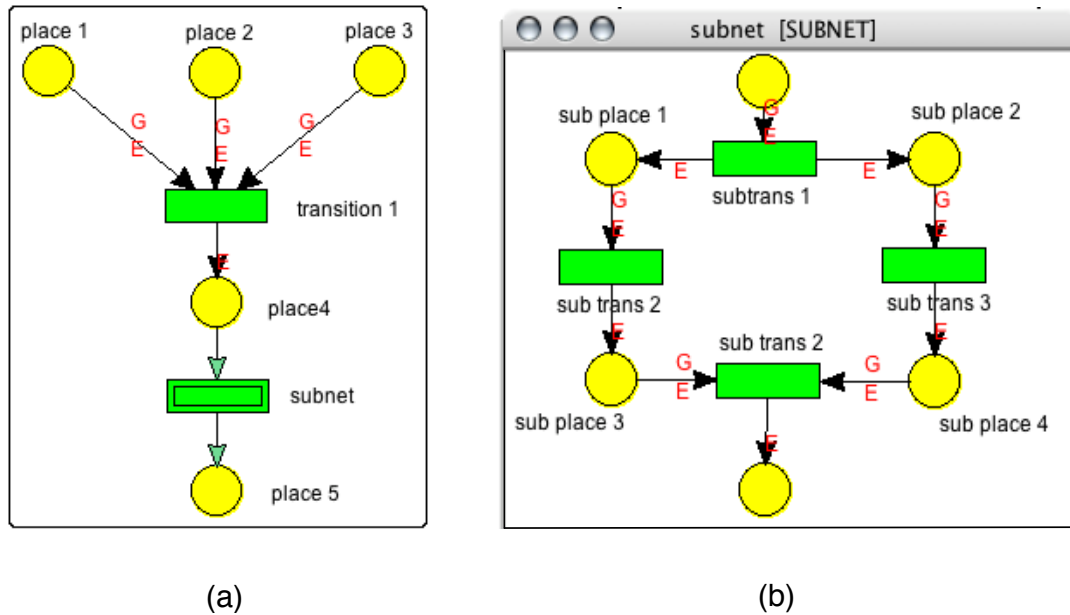 place 1
place 2
place 3
G
E
G
E
G
E
transition 1
E
place4
subnet
place 5
(a)
subnet [SUBNET]
G
E
sub place 1
sub place 2
E
E
subtrans 1
G
E
G
E
sub trans 2
sub trans 3
E
E
sub trans 2
G
E
G
E
sub place 3
sub place 4
E
(b)